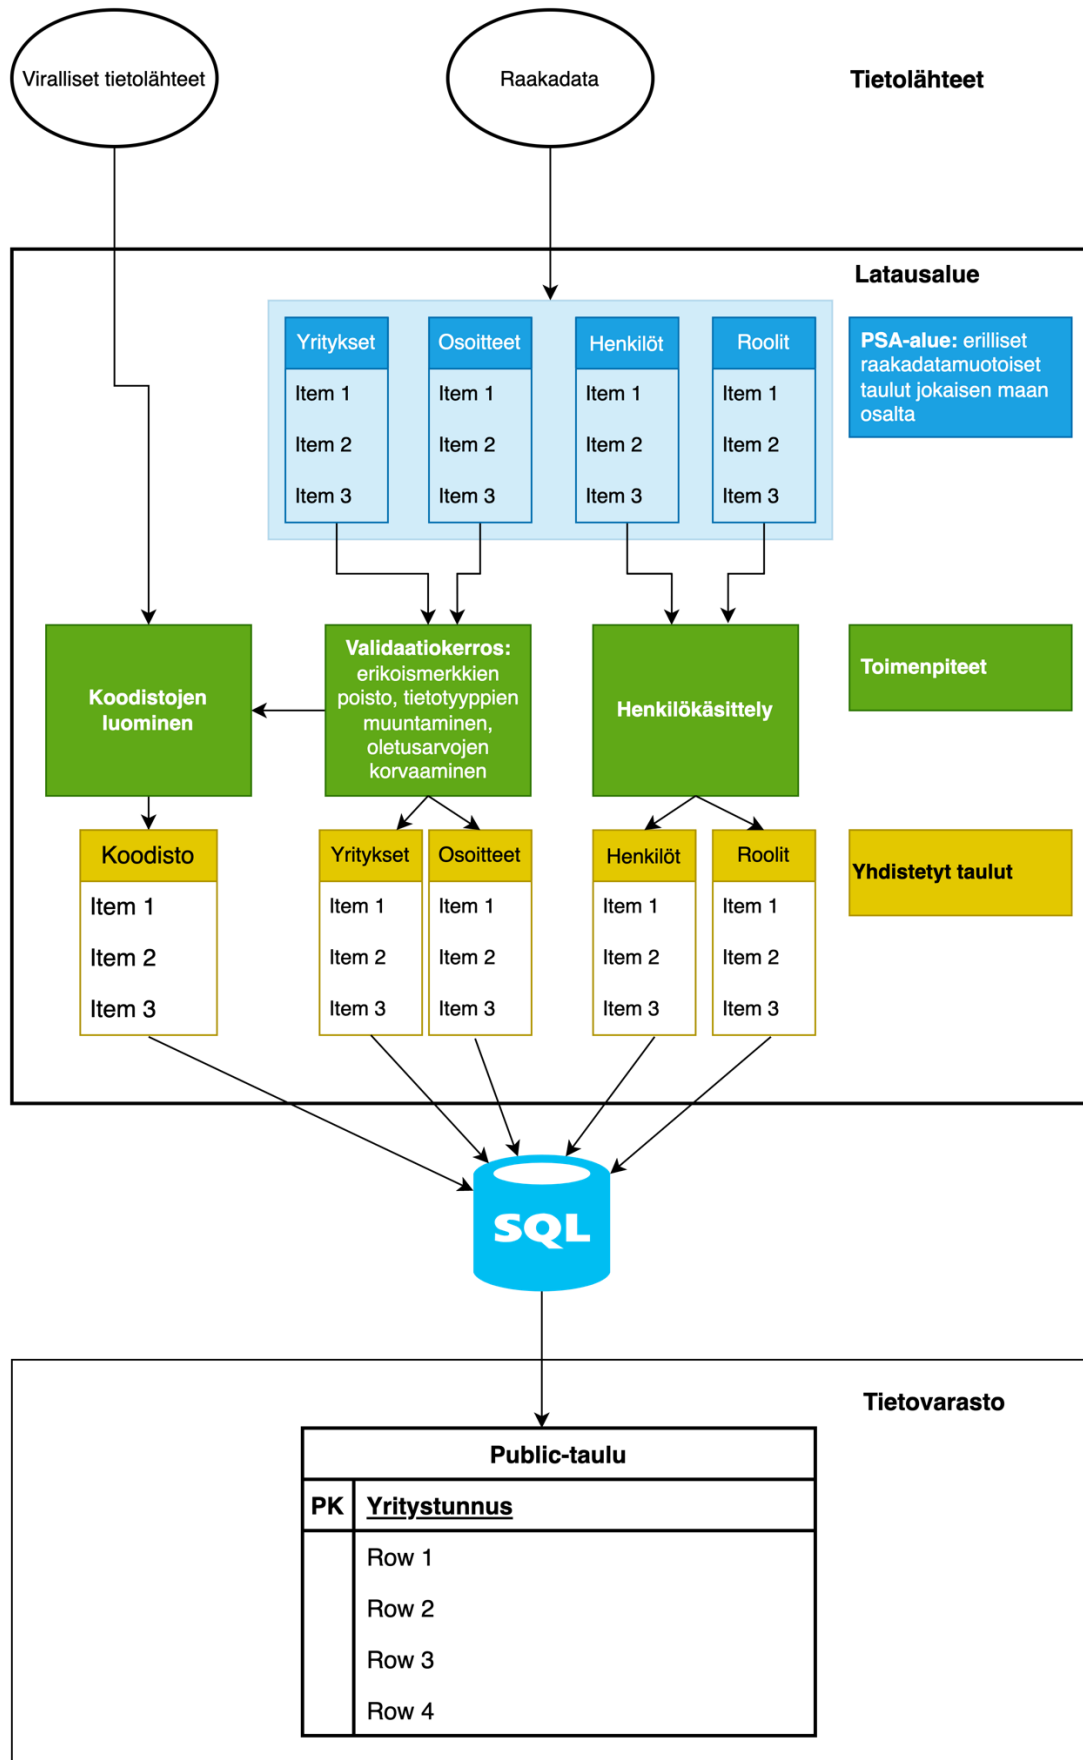 Viralliset tietolähteet
Raakadata
Tietolähteet
Latausalue
Yritykset
Osoitteet
Henkilöt
Roolit
Item 1
Item 1
Item 1
Item 1
Item 2
Item 2
Item 2
Item 2
Item 3
Item 3
Item 3
Item 3
PSA-alue: erilliset
raakadatamuotoiset
taulut jokaisen maan
osalta
Koodistojen
luominen
Validaatiokerros:
erikoismerkkien
poisto, tietotyyppien
muuntaminen,
oletusarvojen
korvaaminen
Henkilökäsittely
Toimenpiteet
Koodisto
Yritykset
Osoitteet
Henkilöt
Roolit
Yhdistetyt taulut
Item 1
Item 1
Item 1
Item 1
Item 1
Item 2
Item 2
Item 2
Item 2
Item 2
Item 3
Item 3
Item 3
Item 3
Item 3
SQL
Tietovarasto
Public-taulu
PK
Yritystunnus
Row 1
Row 2
Row 3
Row 4